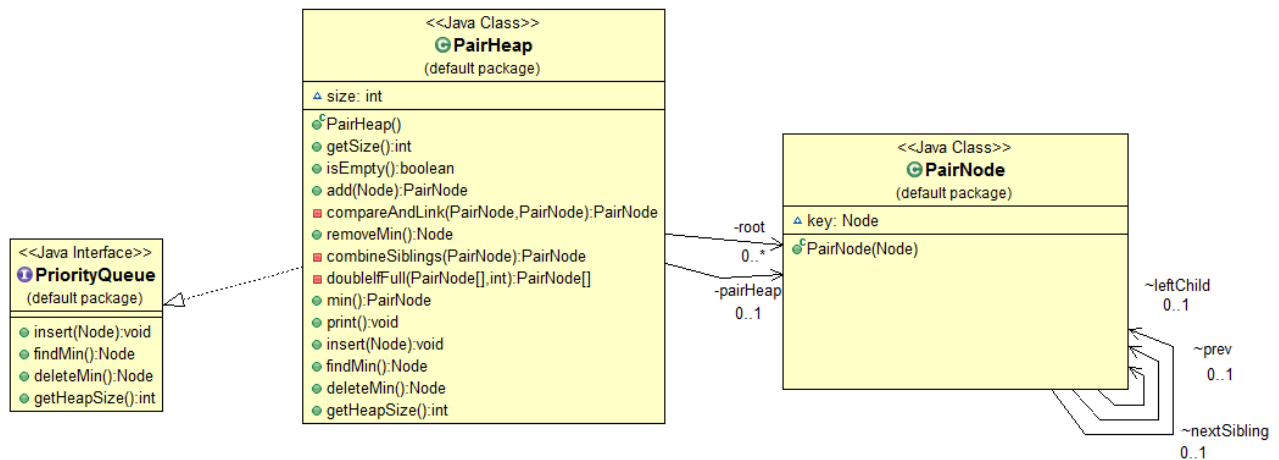 <<Java Interface>>
PriorityQueue
(default package)
insert(Node):void
findMin():Node
deleteMin():Node
getHeapSize():int
<<Java Class>>
PairHeap
(default package)
size: int
PairHeap()
getSize():int
isEmpty():boolean
add(Node):PairNode
compareAndLink(PairNode,PairNode):PairNode
removeMin():Node
combineSiblings(PairNode):PairNode
doubleIfFull(PairNode[],int):PairNode[]
min():PairNode
print():void
insert(Node):void
findMin():Node
deleteMin():Node
getHeapSize():int
-root
0..*
-pairHeap
0..1
<<Java Class>>
PairNode
(default package)
key: Node
PairNode(Node)
~leftChild
0..1
~prev
0..1
~nextSibling
0..1